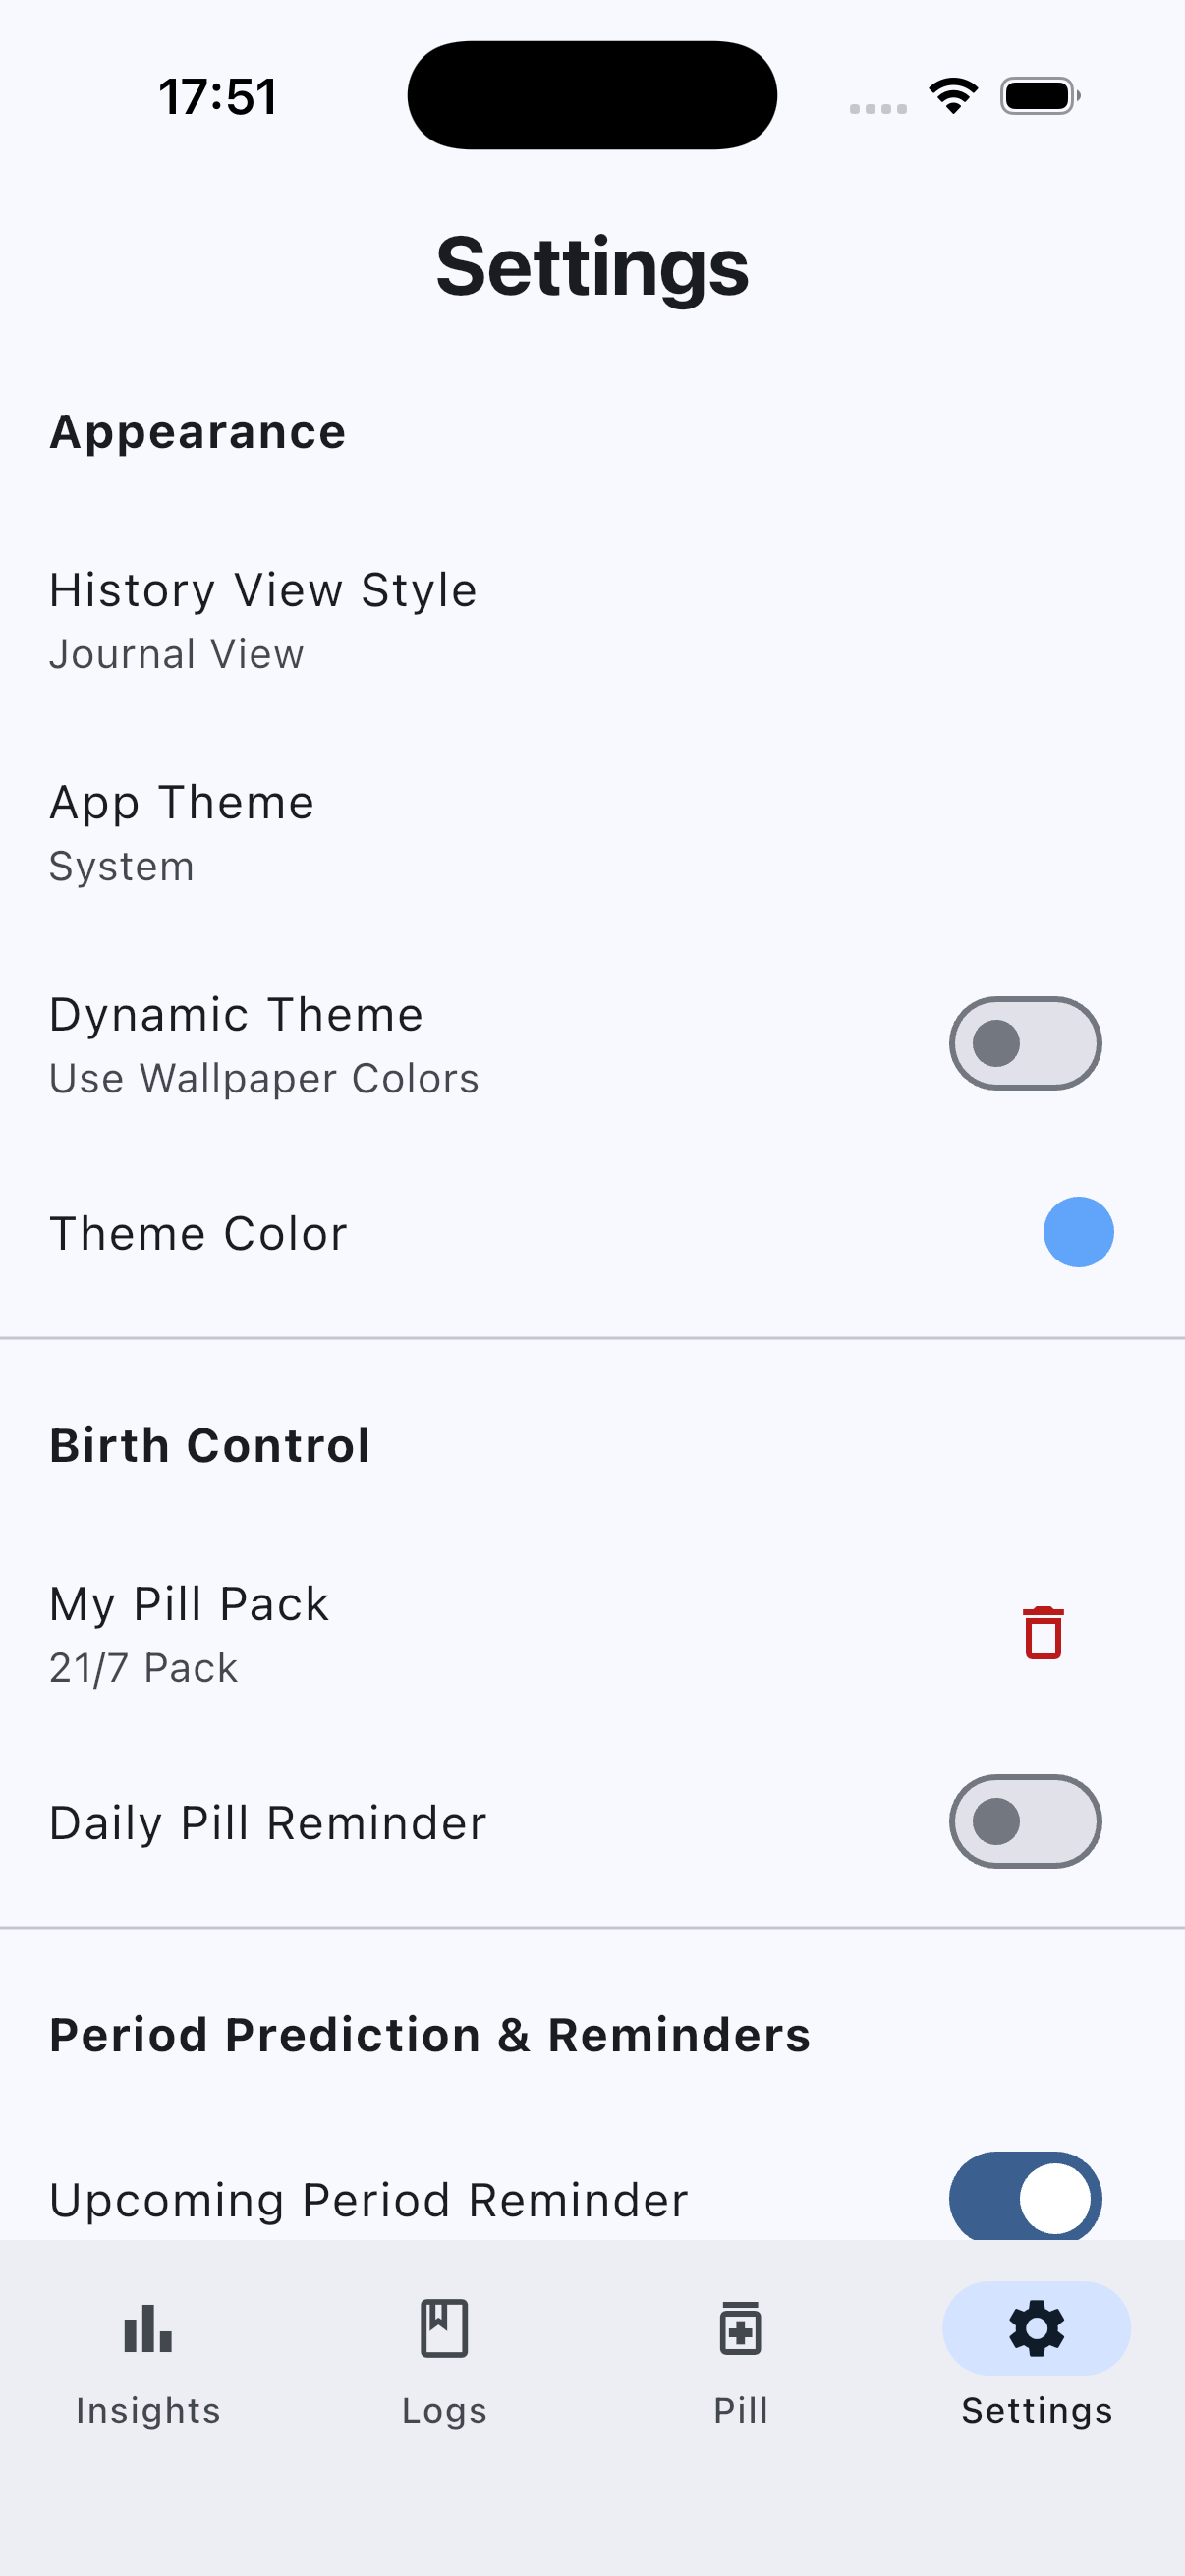 17:51
Settings
Appearance
History View Style
Journal View
App Theme
System
Dynamic Theme
Use Wallpaper Colors
Theme Color
Birth Control
My Pill Pack
21/7 Pack
Daily Pill Reminder
Period Prediction & Reminders
Upcoming Period Reminder
Insights
Logs
Pill
Settings